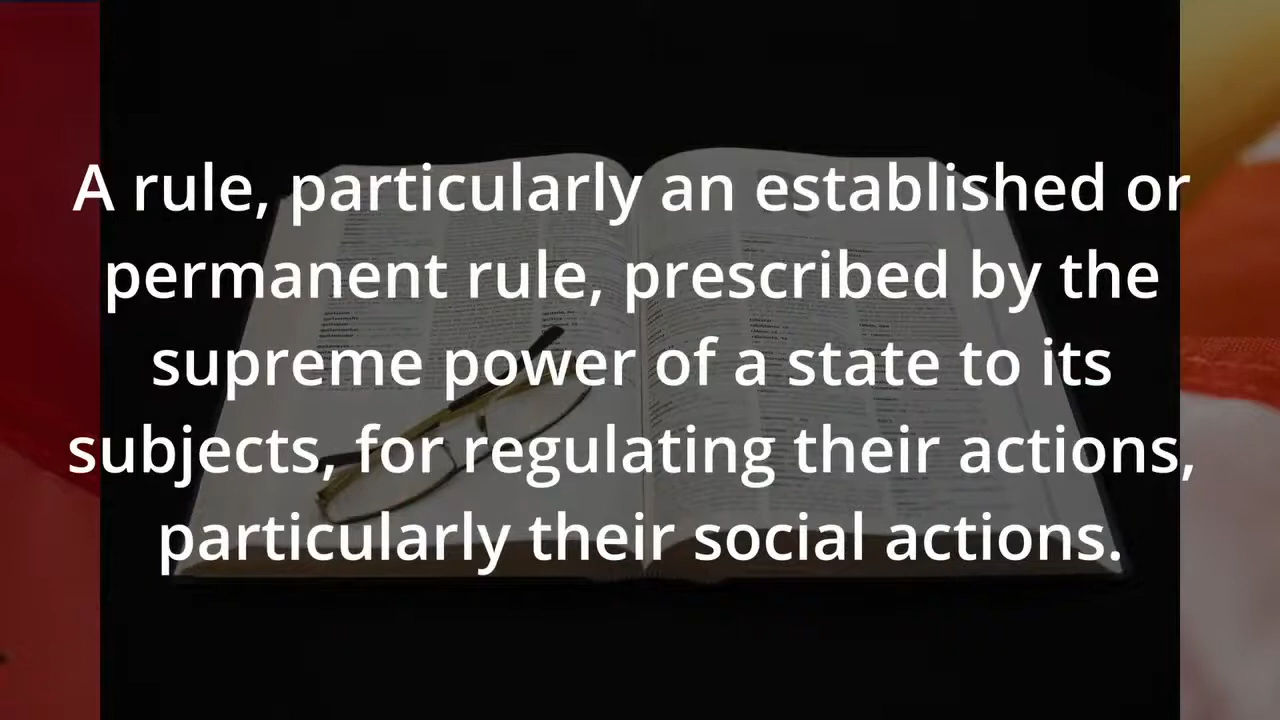 A rule, particularly an established or
permanent rule, prescribed by the
supreme power of a state to its
subjects, for regulating their actions,
particularly their social actions.